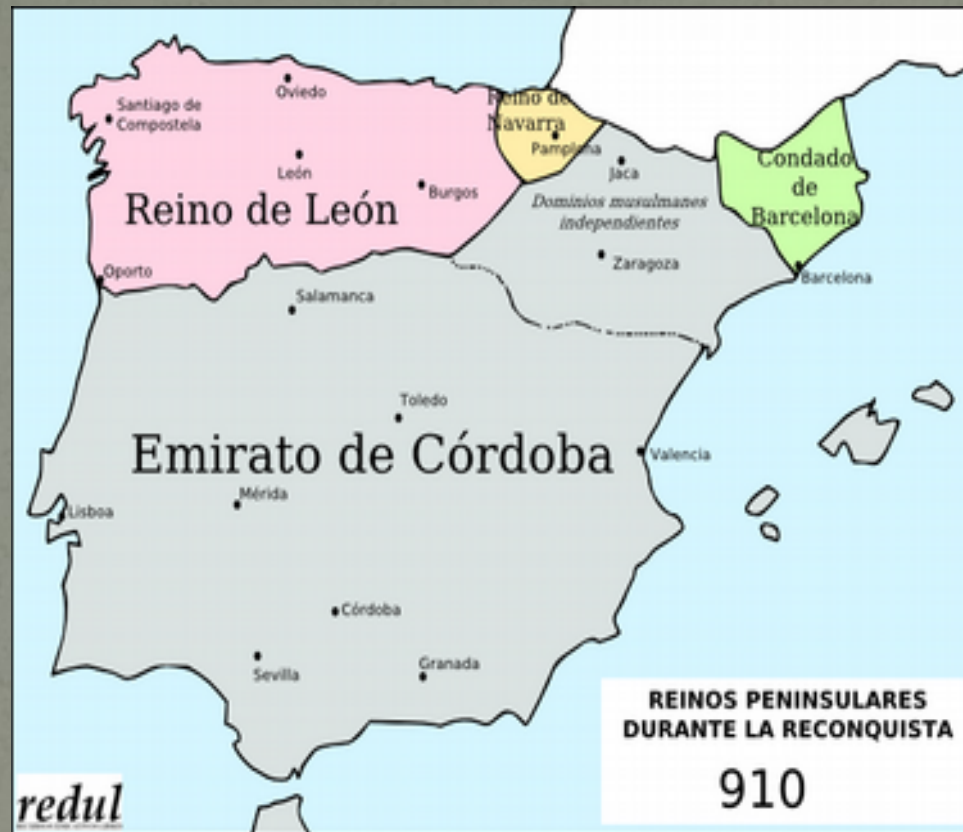 Oviedo
Santiago de
Compostela
León
Burgos
Reino de León
Oporto
Reino de
Navarra
Pamplona
Jaca
Dominios musulmanes
independientes
Zaragoza
Condado
de
Barcelona
Barcelona
Salamanca
Toledo
Emirato de Córdoba
Valencia
Mérida
Lisboa
Córdoba
Sevilla
Granada
REINOS PENINSULARES
DURANTE LA RECONQUISTA
910
redul